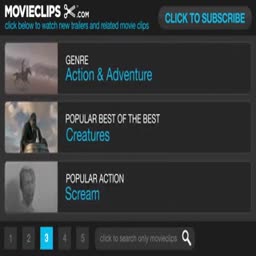 MOVIECLIPS .COM
click below to watch new trailers and related movie clips
CLICK TO SUBSCRIBE
GENRE
Action & Adventure
POPULAR BEST OF THE BEST
Creatures
POPULAR ACTION
Scream
1 2 3 4 5 click to search only movieclips